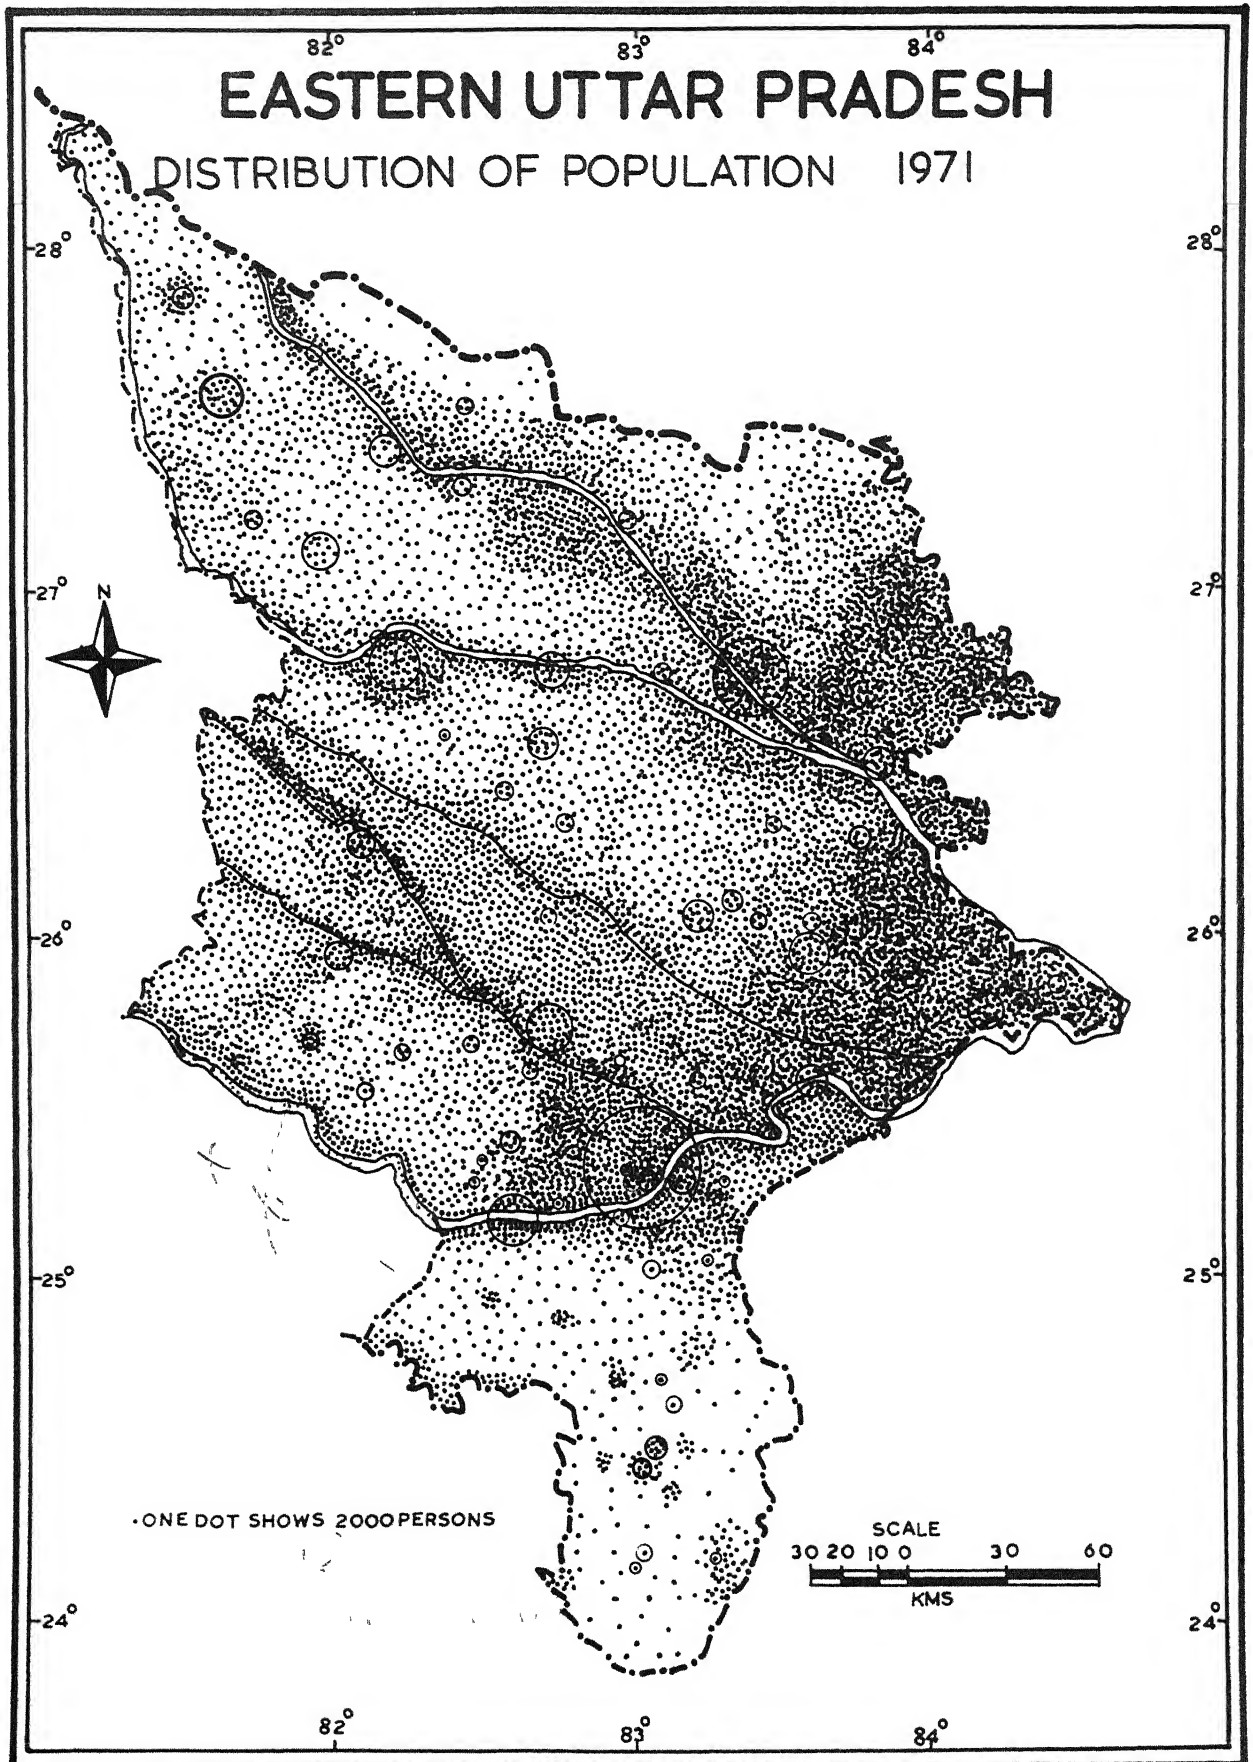 82° 83° 84°
EASTERN UTTAR PRADESH
DISTRIBUTION OF POPULATION 1971
28° 28°
27° 27°
N
26° 26°
25° 25°
.ONE DOT SHOWS 2000 PERSONS
SCALE
30 20 10 0 30 60
KMS
24° 24°
82° 83° 84°